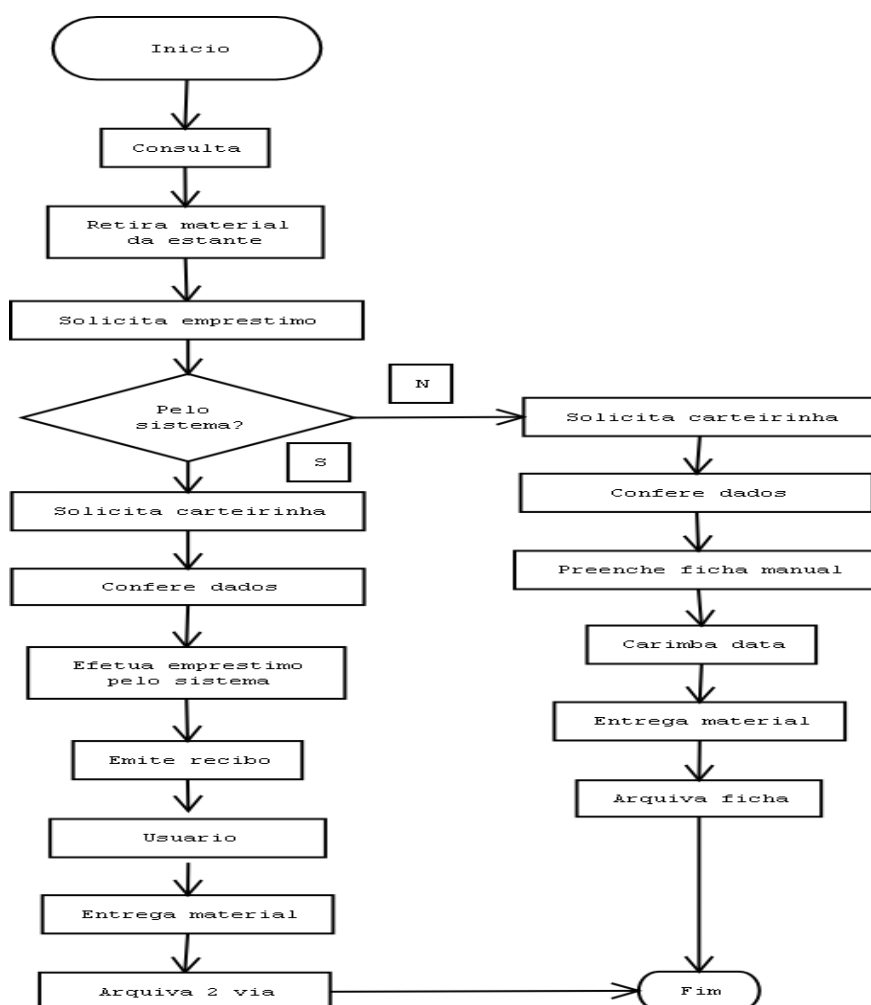 Inicio
Consulta
Retira material
da estante
Solicita emprestimo
Pelo
sistema?
N
S
Solicita carteirinha
Confere dados
Efetua emprestimo
pelo sistema
Emite recibo
Usuario
Entrega material
Arquiva 2 via
Solicita carteirinha
Confere dados
Preenche ficha manual
Carimba data
Entrega material
Arquiva ficha
Fim